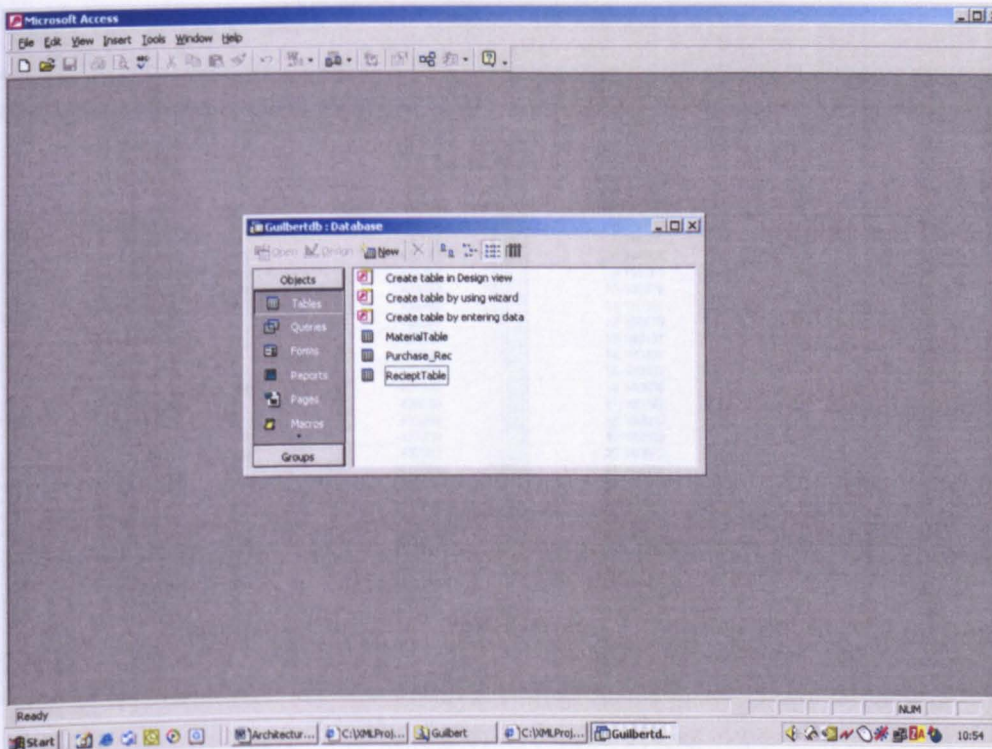 Microsoft Access
File Edit View Insert Tools Window Help
Guilbertdb : Database
Open Design New
Objects
Tables
Queries
Forms
Reports
Pages
Macros
Groups
Create table in Design view
Create table by using wizard
Create table by entering data
MaterialTable
Purchase_Rec
RecieptTable
Ready
NUM
Start
Architectur...
C:\XMLProj...
Guilbert
C:\XMLProj...
Guilbertd...
10:54